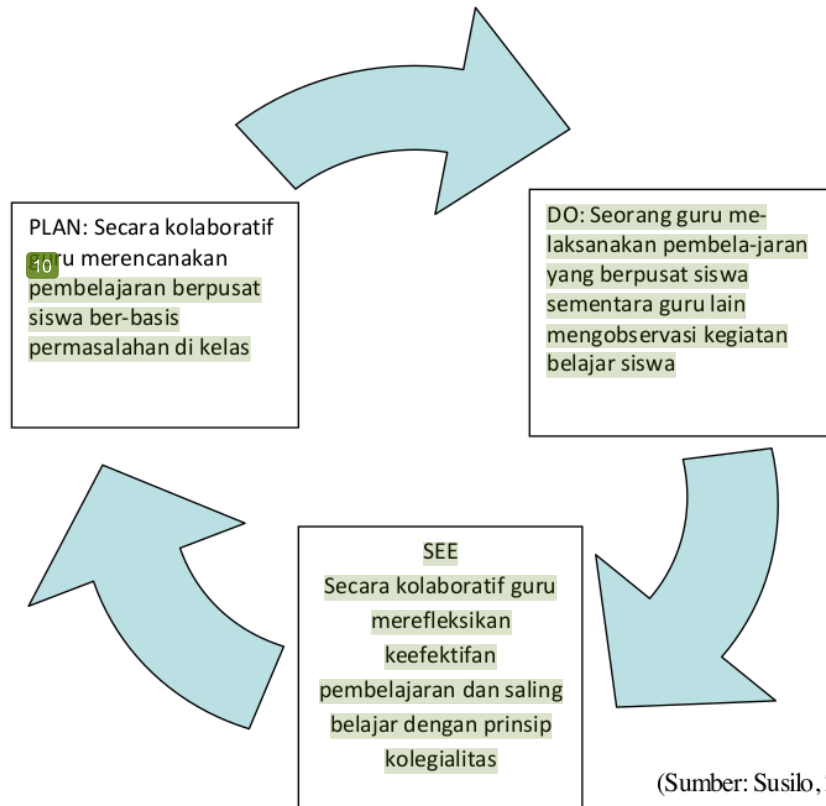 PLAN: Secara kolaboratif
guru merencanakan
10
pembelajaran berpusat
siswa ber-basis
permasalahan di kelas
DO: Seorang guru me-
laksanakan pembela-jaran
yang berpusat siswa
sementara guru lain
mengobservasi kegiatan
belajar siswa
SEE
Secara kolaboratif guru
merefleksikan
keefektifan
pembelajaran dan saling
belajar dengan prinsip
kolegialitas
(Sumber: Susilo,